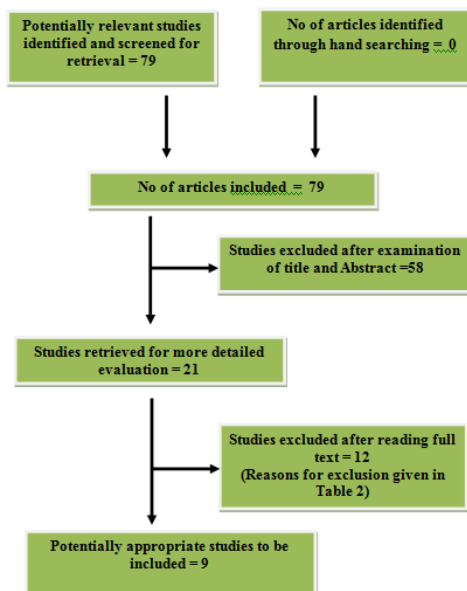 Potentially relevant studies
identified and screened for
retrieval = 79
No of articles identified
through hand searching = 0
No of articles included = 79
Studies excluded after examination
of title and Abstract =58
Studies retrieved for more detailed
evaluation = 21
Studies excluded after reading full
text = 12
(Reasons for exclusion given in
Table 2)
Potentially appropriate studies to be
included = 9